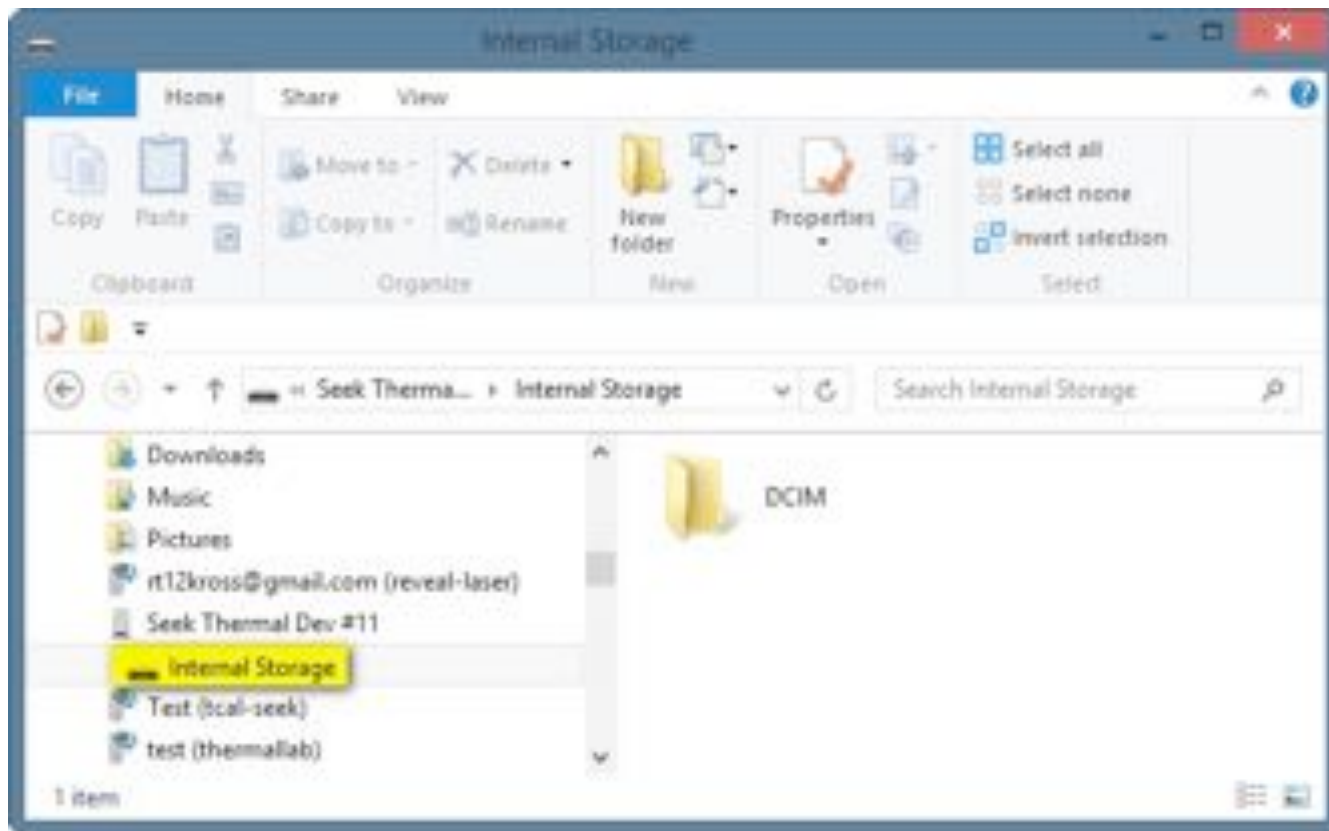 Internal Storage
File Home Share View
Copy Paste Move to Copy to Delete Rename New folder Properties Select all Select none Invert selection
Clipboard Organize New Open Select
« Seek Therma... Internal Storage Search Internal Storage
Downloads
Music
Pictures
rt12kross@gmail.com (reveal-laser)
Seek Thermal Dev #11
Internal Storage
Test (tcal-seek)
test (thermallab)
DCIM
1 item